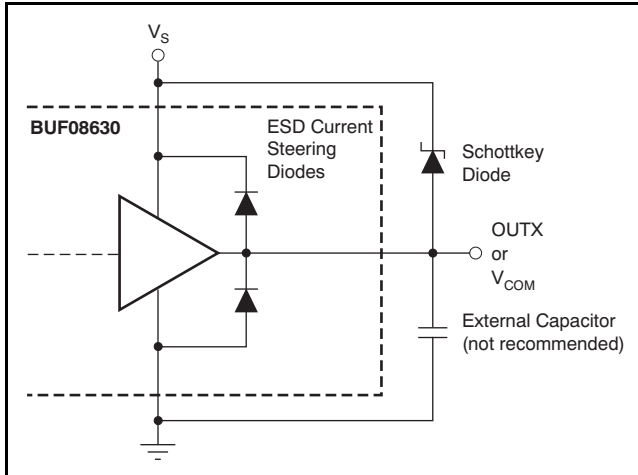 V_S
BUF08630
ESD Current
Steering
Diodes
Schottkey
Diode
OUTX
or
V_COM
External Capacitor
(not recommended)